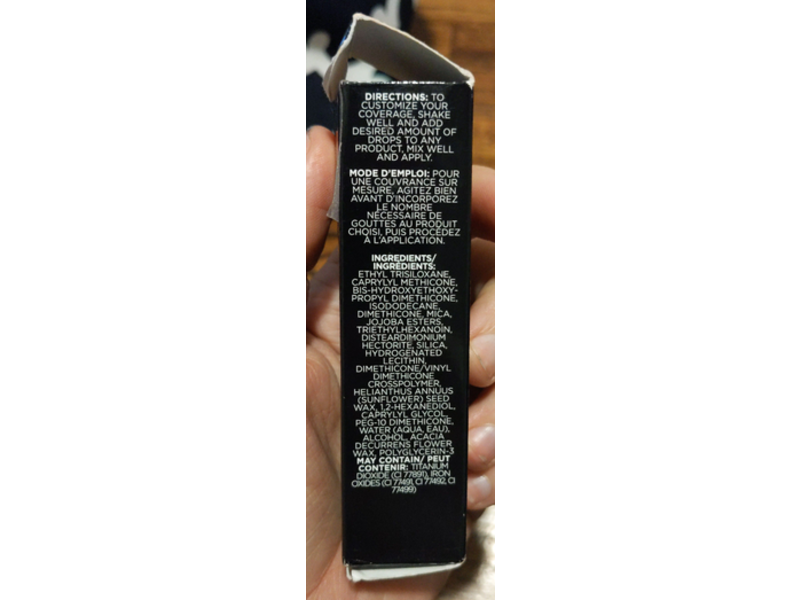 DIRECTIONS: TO
CUSTOMIZE YOUR
COVERAGE, SHAKE
WELL AND ADD
DESIRED AMOUNT OF
DROPS TO ANY
PRODUCT, MIX WELL
AND APPLY.
MODE D'EMPLOI: POUR
UNE COUVRANCE SUR
MESURE, AGITEZ BIEN
AVANT D'INCORPOREZ
LE NOMBRE
NÉCESSAIRE DE
GOUTTES AU PRODUIT
CHOISI, PUIS PROCÉDEZ
À L'APPLICATION.
INGREDIENTS/
INGRÉDIENTS:
ETHYL TRISILOXANE,
CAPRYLYL METHICONE,
BIS-HYDROXYETHOXY-
PROPYL DIMETHICONE,
ISODODECANE,
DIMETHICONE, MICA,
JOJOBA ESTERS,
TRIETHYLHEXANOIN,
DISTEARDIMONIUM
HECTORITE, SILICA,
HYDROGENATED
LECITHIN,
DIMETHICONE/VINYL
DIMETHICONE
CROSSPOLYMER,
HELIANTHUS ANNUUS
(SUNFLOWER) SEED
WAX, 1,2-HEXANEDIOL,
CAPRYLYL GLYCOL,
PEG-10 DIMETHICONE,
WATER (AQUA, EAU),
ALCOHOL, ACACIA
DECURRENS FLOWER
WAX, POLYGLYCERIN-3
MAY CONTAIN/ PEUT
CONTENIR: TITANIUM
DIOXIDE (CI 77891), IRON
OXIDES (CI 77491, CI 77492, CI
77499)